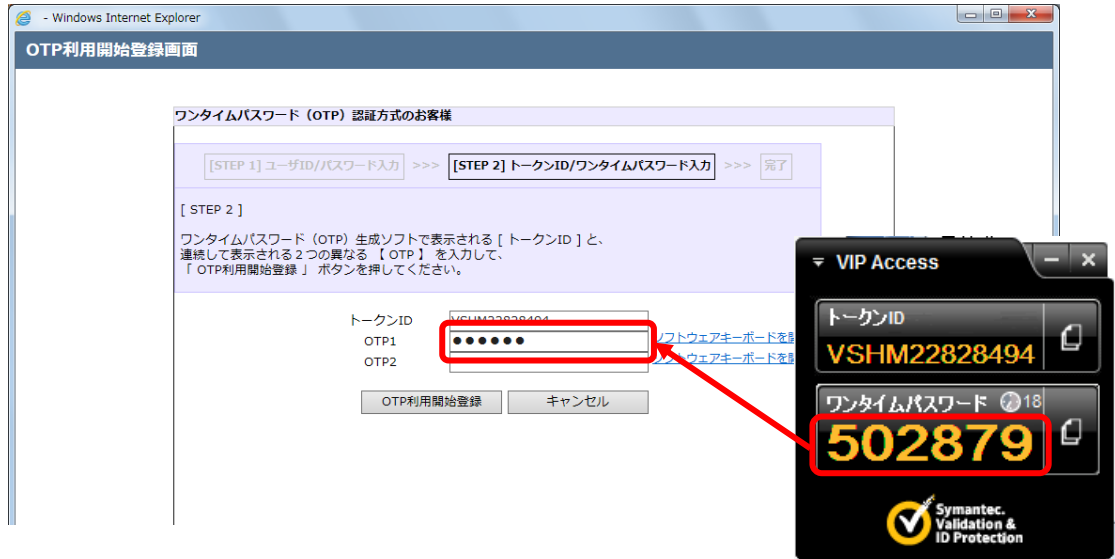 - Windows Internet Explorer
OTP利用開始登録画面
ワンタイムパスワード（OTP）認証方式のお客様
[STEP 1] ユーザID/パスワード入力 >>> [STEP 2] トークンID/ワンタイムパスワード入力 >>> 完了
[ STEP 2 ]
ワンタイムパスワード（OTP）生成ソフトで表示される [ トークンID ] と、
連続して表示される２つの異なる 【 OTP 】 を入力して、
「 OTP利用開始登録 」 ボタンを押してください。
トークンID VSHM22828494
OTP1 ●●●●●● ソフトウェアキーボードを
OTP2 ソフトウェアキーボードを
OTP利用開始登録 キャンセル
VIP Access
トークンID
VSHM22828494
ワンタイムパスワード 18
502879
Symantec.
Validation &
ID Protection